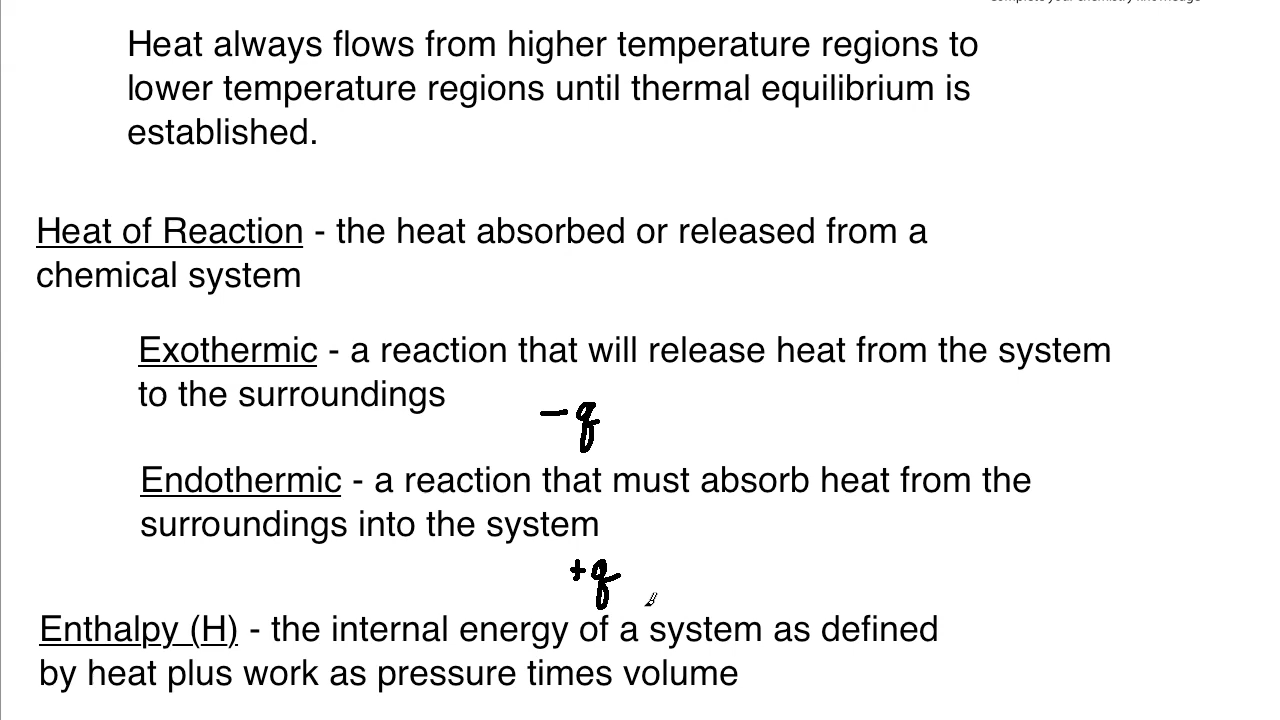 Heat always flows from higher temperature regions to
lower temperature regions until thermal equilibrium is
established.
Heat of Reaction - the heat absorbed or released from a
chemical system
Exothermic - a reaction that will release heat from the system
to the surroundings
- q
Endothermic - a reaction that must absorb heat from the
surroundings into the system
+q
Enthalpy (H) - the internal energy of a system as defined
by heat plus work as pressure times volume